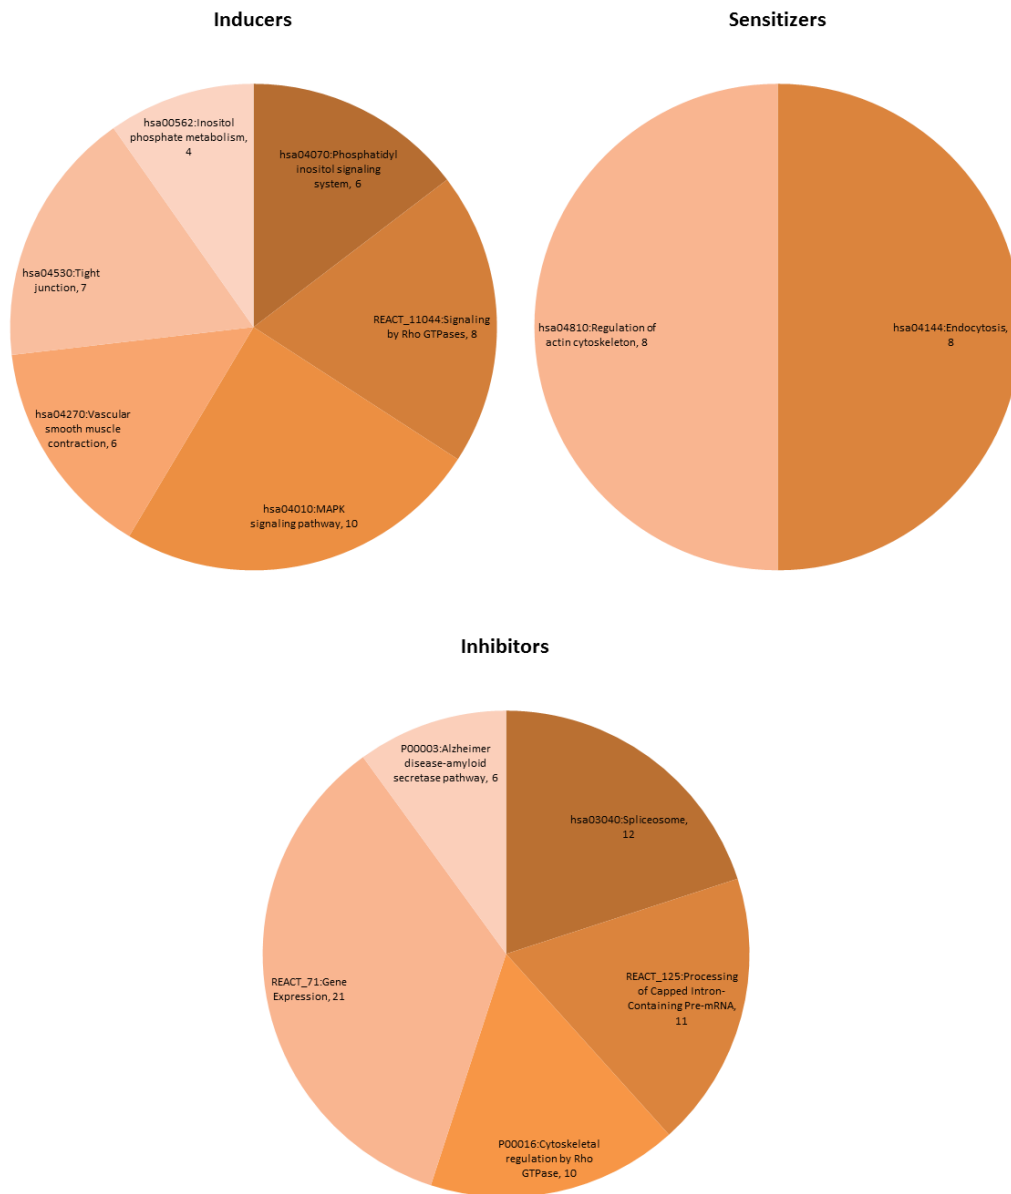 Inducers
hsa00562:Inositol
phosphate metabolism,
4
hsa04070:Phosphatidyl
inositol signaling
system, 6
hsa04530:Tight
junction, 7
REACT_11044:Signaling
by Rho GTPases, 8
hsa04270:Vascular
smooth muscle
contraction, 6
hsa04010:MAPK
signaling pathway, 10
Sensitizers
hsa04810:Regulation of
actin cytoskeleton, 8
hsa04144:Endocytosis,
8
Inhibitors
P00003:Alzheimer
disease-amyloid
secretase pathway, 6
hsa03040:Spliceosome,
12
REACT_71:Gene
Expression, 21
REACT_125:Processing
of Capped Intron-
Containing Pre-mRNA,
11
P00016:Cytoskeletal
regulation by Rho
GTPase, 10